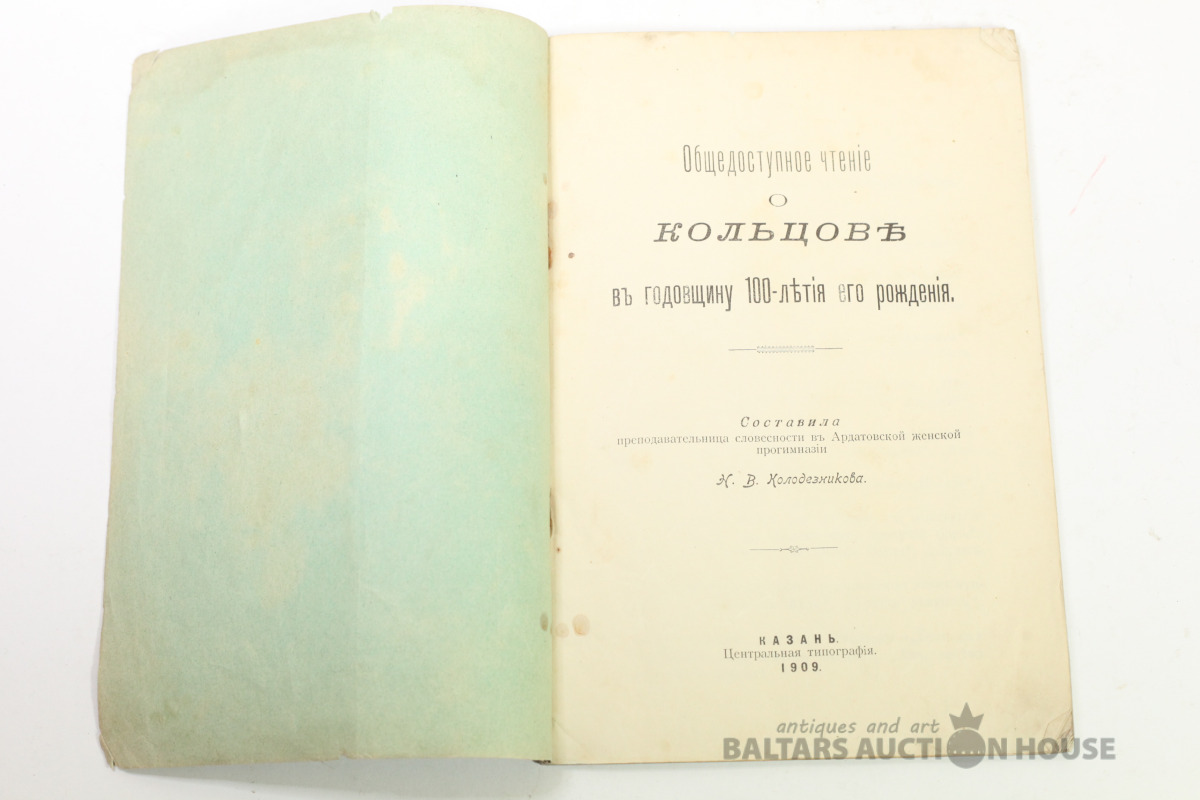 Общедоступное чтеніе
О
КОЛЬЦОВѢ
въ годовщину 100-лѣтія его рожденія.
Составила
преподавательница словесности въ Ардатовской женской
прогимназіи
Н. В. Колодезникова.
КАЗАНЬ.
Центральная типографія.
1909.
antiques and art
BALTARS AUCTION HOUSE